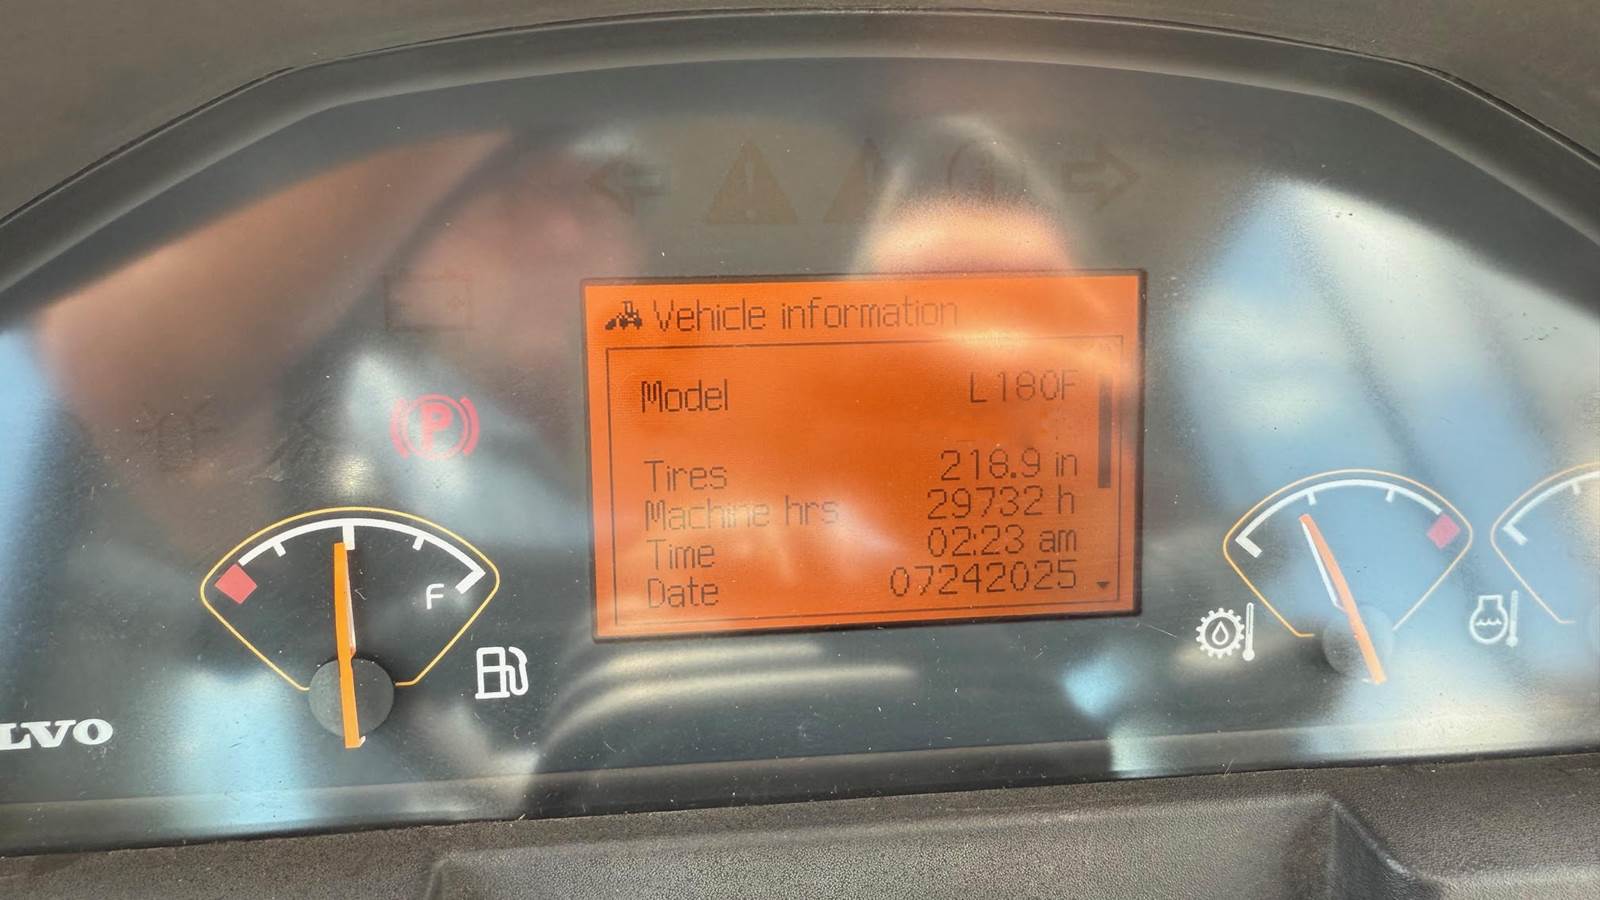 Vehicle information
Model L180F
Tires 218.9 in
Machine hrs 29732 h
Time 02:23 am
Date 07242025
P
F
LVO